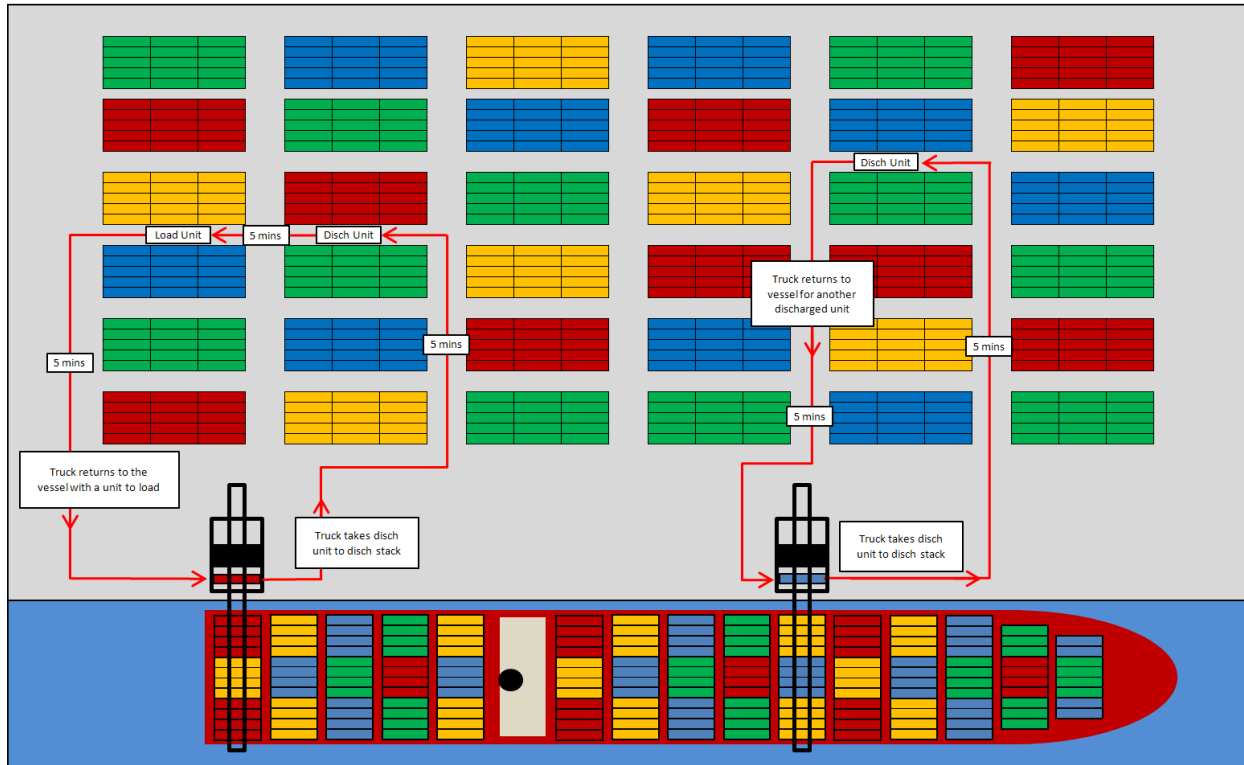 Disch Unit
Load Unit
5 mins
Disch Unit
Truck returns to
vessel for another
discharged unit
5 mins
5 mins
5 mins
5 mins
Truck returns to the
vessel with a unit to load
Truck takes disch
unit to disch stack
Truck takes disch
unit to disch stack